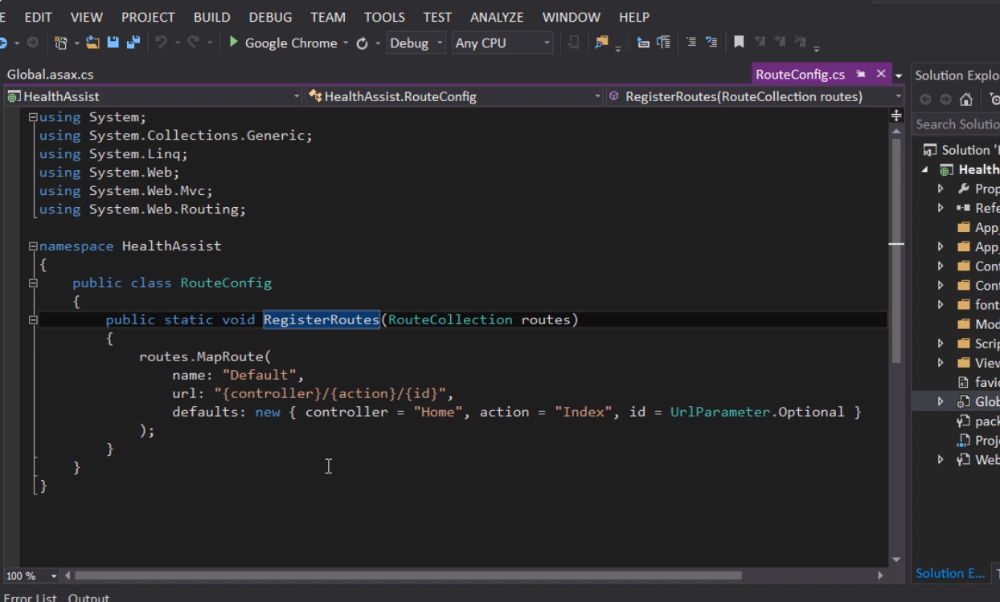 EDIT VIEW PROJECT BUILD DEBUG TEAM TOOLS TEST ANALYZE WINDOW HELP
Google Chrome Debug Any CPU
Global.asax.cs RouteConfig.cs
HealthAssist HealthAssist.RouteConfig RegisterRoutes(RouteCollection routes)
using System;
using System.Collections.Generic;
using System.Linq;
using System.Web;
using System.Web.Mvc;
using System.Web.Routing;
namespace HealthAssist
{
public class RouteConfig
{
public static void RegisterRoutes(RouteCollection routes)
{
routes.MapRoute(
name: "Default",
url: "{controller}/{action}/{id}",
defaults: new { controller = "Home", action = "Index", id = UrlParameter.Optional }
);
}
}
}
100 %
Error List Output
Solution Explo
Search Solutio
Solution '
Health
Prop
Refe
App_
App_
Cont
Cont
font
Mod
Scrip
View
favic
Glob
pack
Proj
Web
Solution E...